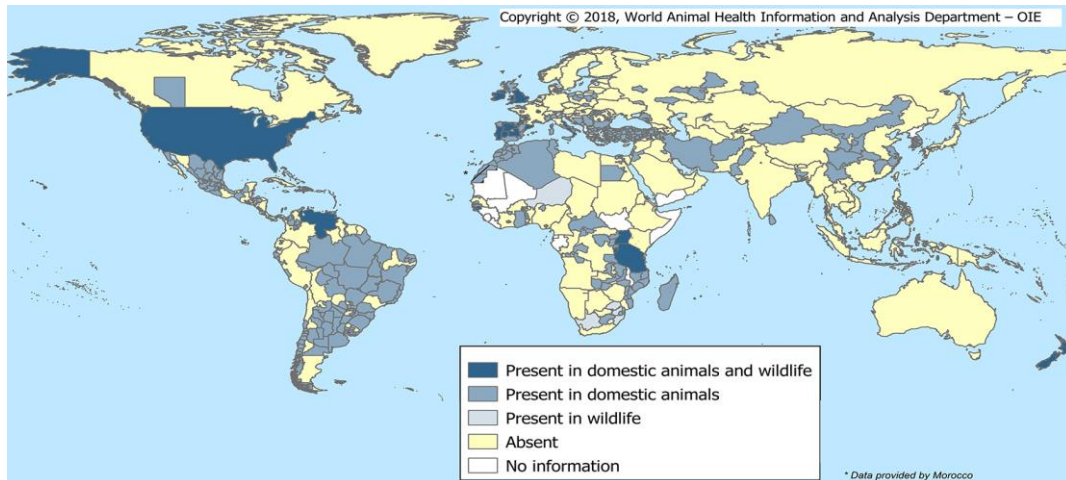 Copyright © 2018, World Animal Health Information and Analysis Department – OIE
Present in domestic animals and wildlife
Present in domestic animals
Present in wildlife
Absent
No information
* Data provided by Morocco